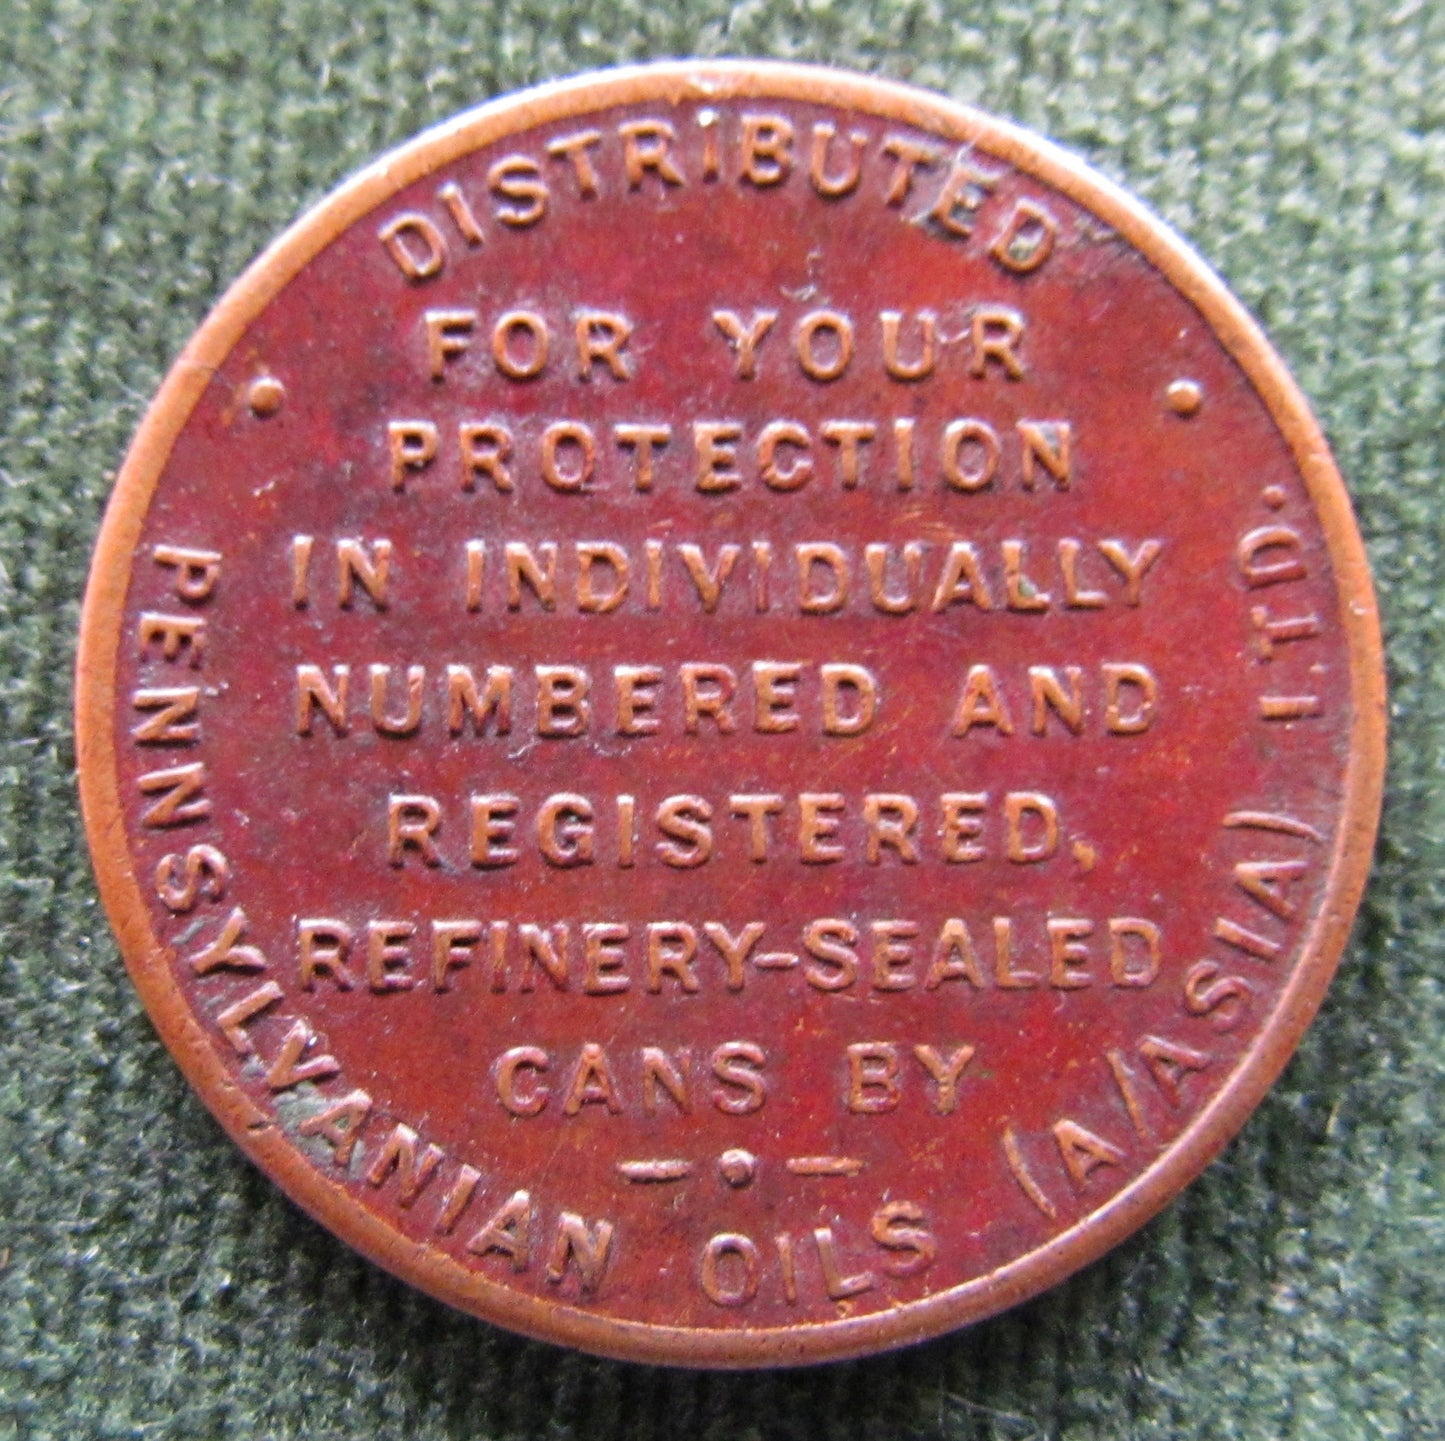 DISTRIBUTED
FOR YOUR
PROTECTION
IN INDIVIDUALLY
NUMBERED AND
REGISTERED,
REFINERY-SEALED
CANS BY
PENNSYLVANIAN OILS (A/ASIA) LTD.